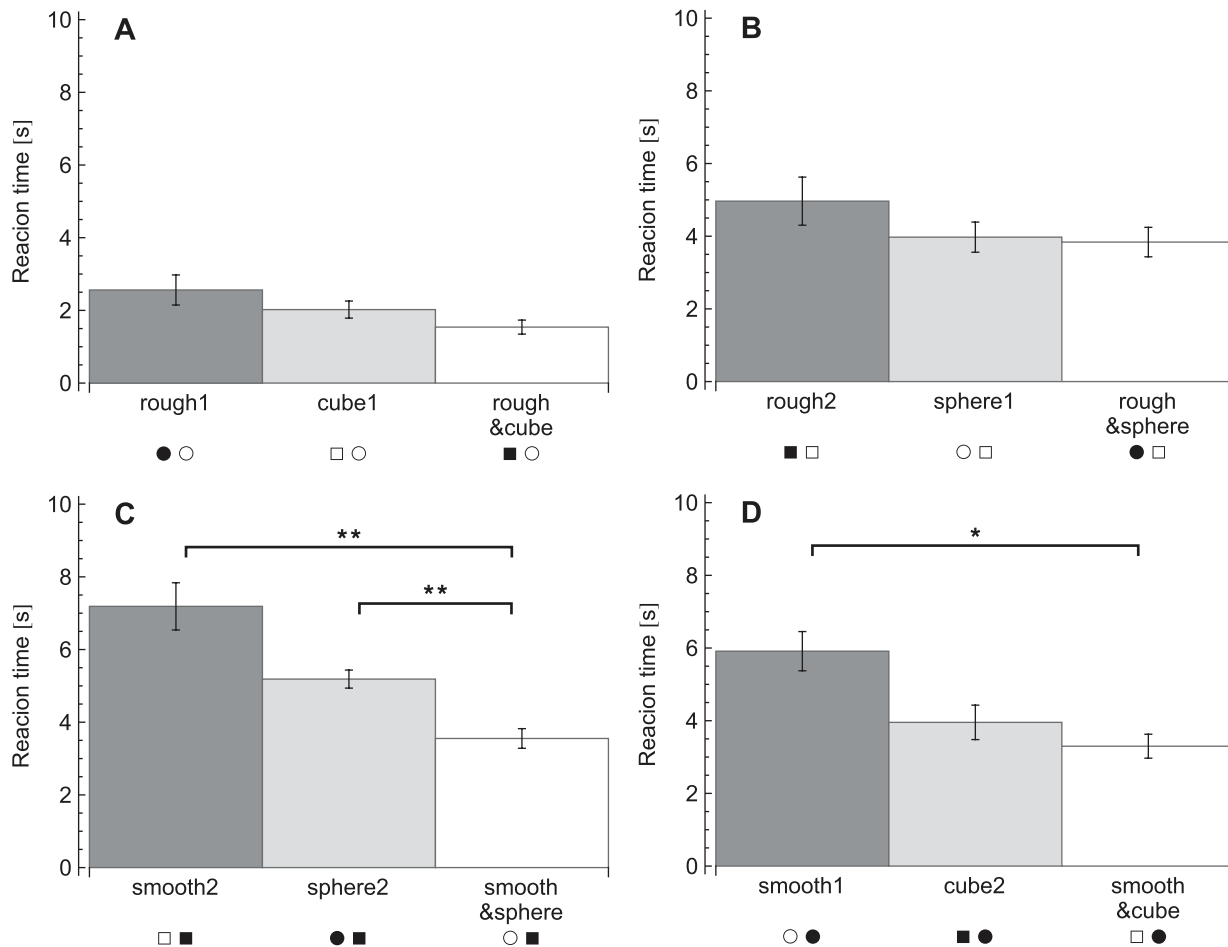 A
Reacion time [s]
10
8
6
4
2
0
rough1 cube1 rough
&cube
B
Reacion time [s]
10
8
6
4
2
0
rough2 sphere1 rough
&sphere
C
Reacion time [s]
10
8
6
4
2
0
**
**
smooth2 sphere2 smooth
&sphere
D
Reacion time [s]
10
8
6
4
2
0
*
smooth1 cube2 smooth
&cube